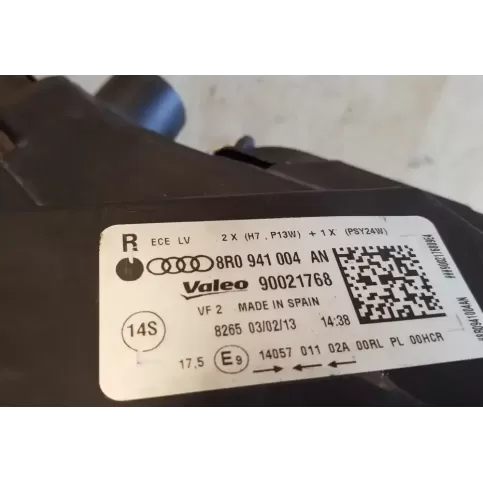 R ECE LV 2 X (H7 , P13W) + 1 X (PSY24W)
8R0 941 004 AN
Valeo 90021768
VF 2 MADE IN SPAIN
14S 8265 03/02/13 14:38
17,5 E9 14057 011 02A 00RL PL 00HCR